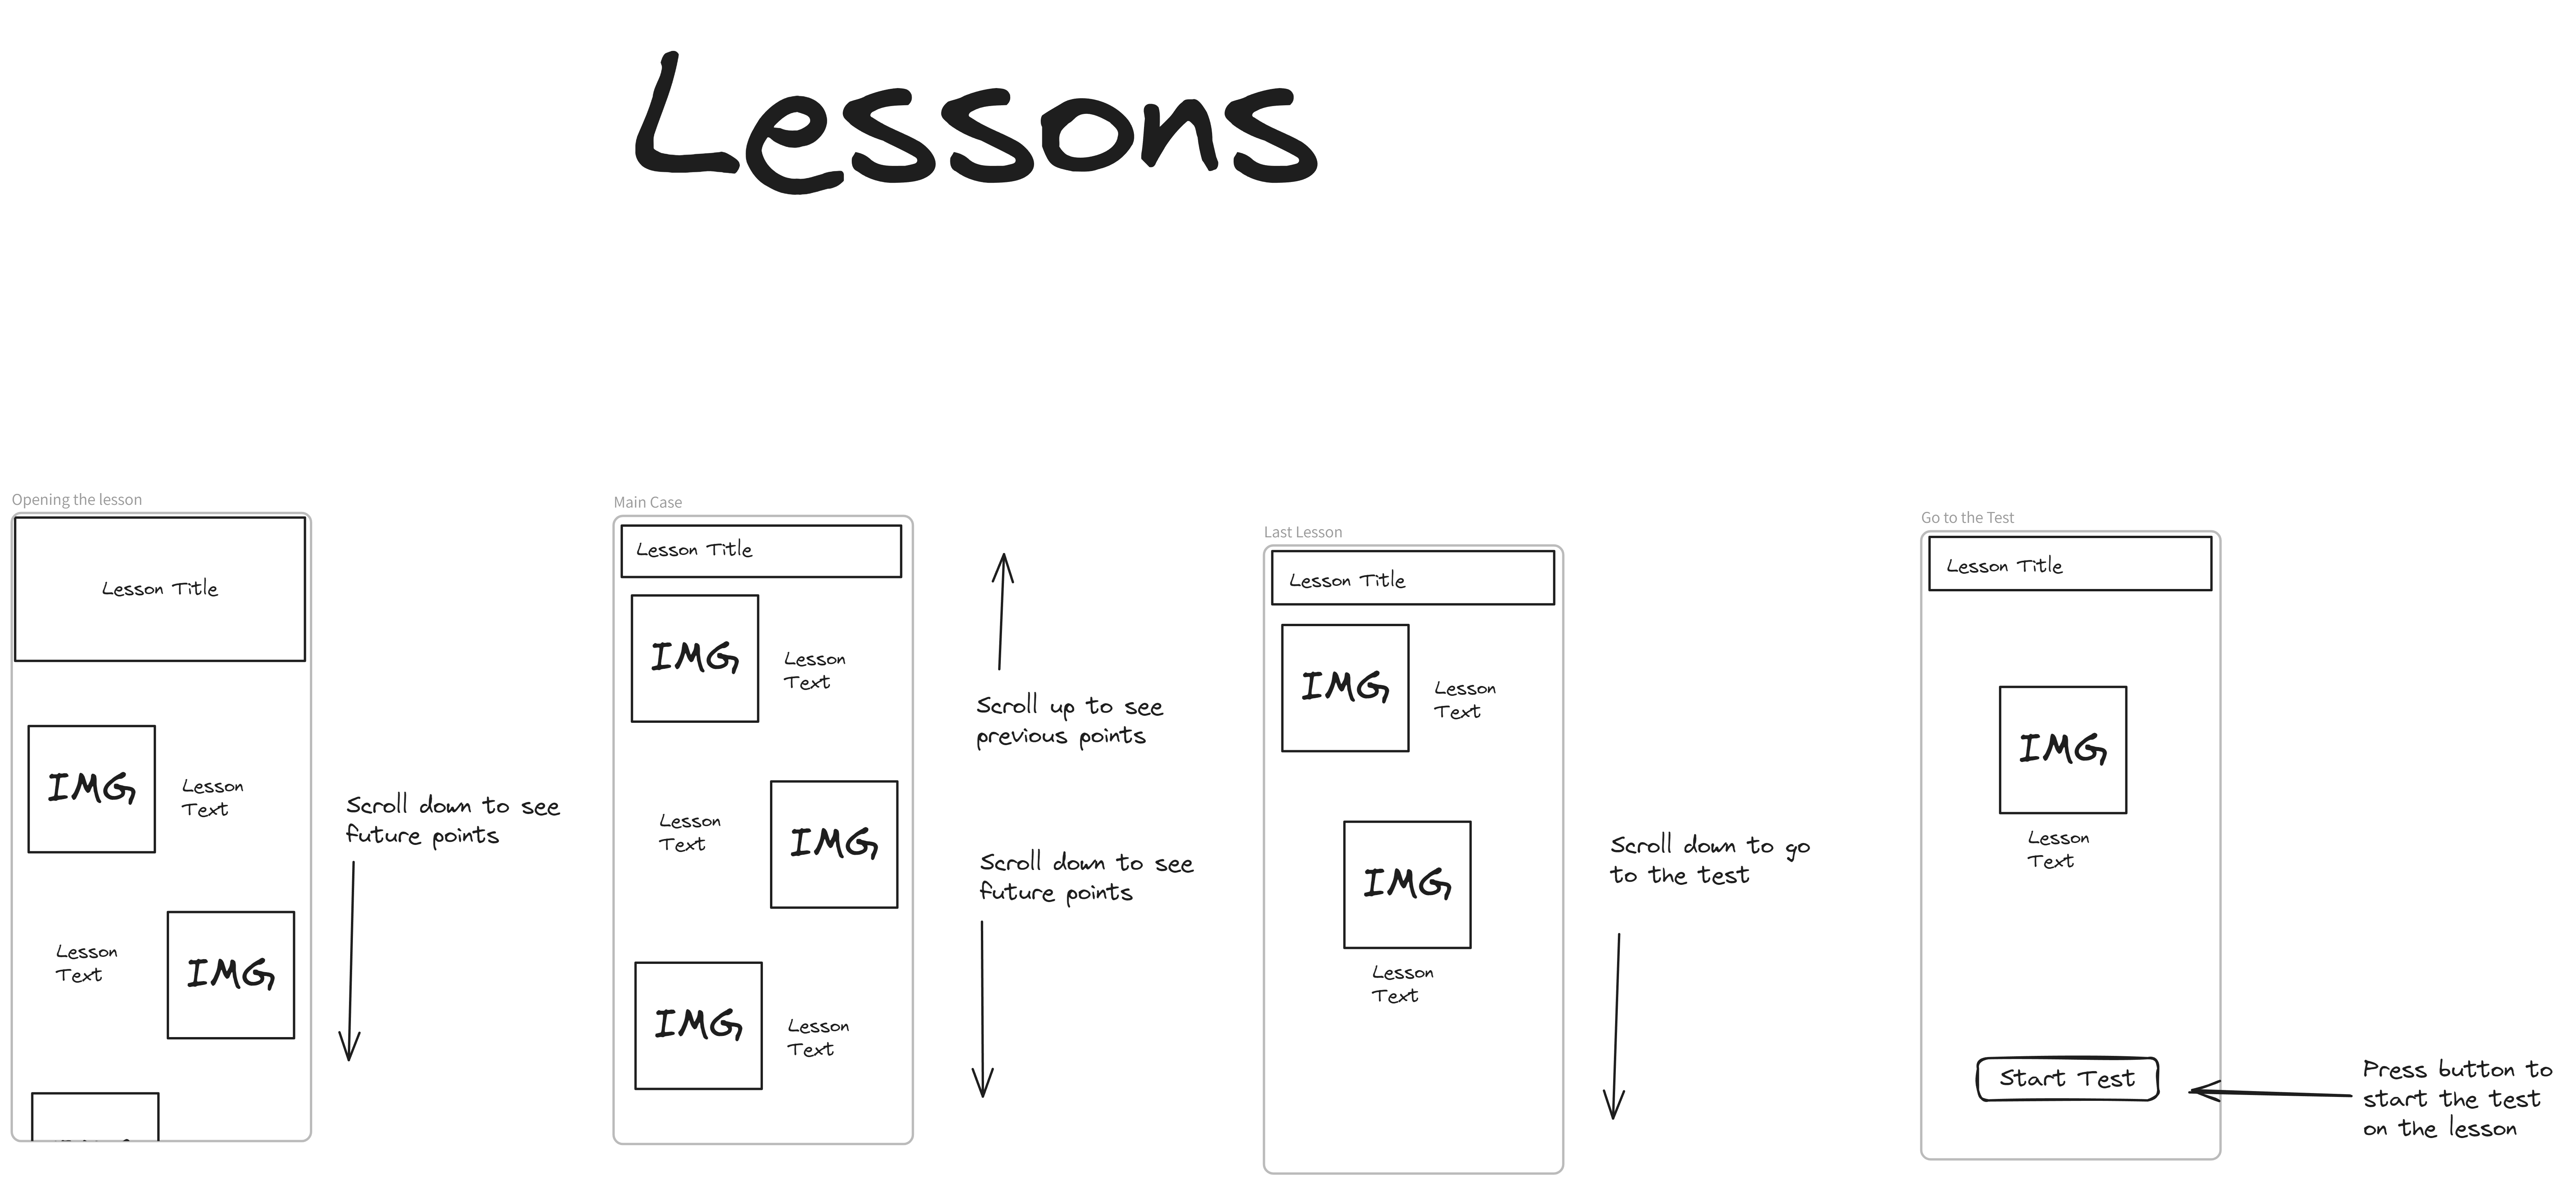 Lessons
Opening the lesson
Lesson Title
IMG
Lesson
Text
Lesson
Text
IMG
Scroll down to see
future points
Main Case
Lesson Title
IMG
Lesson
Text
Lesson
Text
IMG
IMG
Lesson
Text
Scroll up to see
previous points
Scroll down to see
future points
Last Lesson
Lesson Title
IMG
Lesson
Text
IMG
Lesson
Text
Scroll down to go
to the test
Go to the Test
Lesson Title
IMG
Lesson
Text
Start Test
Press button to
start the test
on the lesson